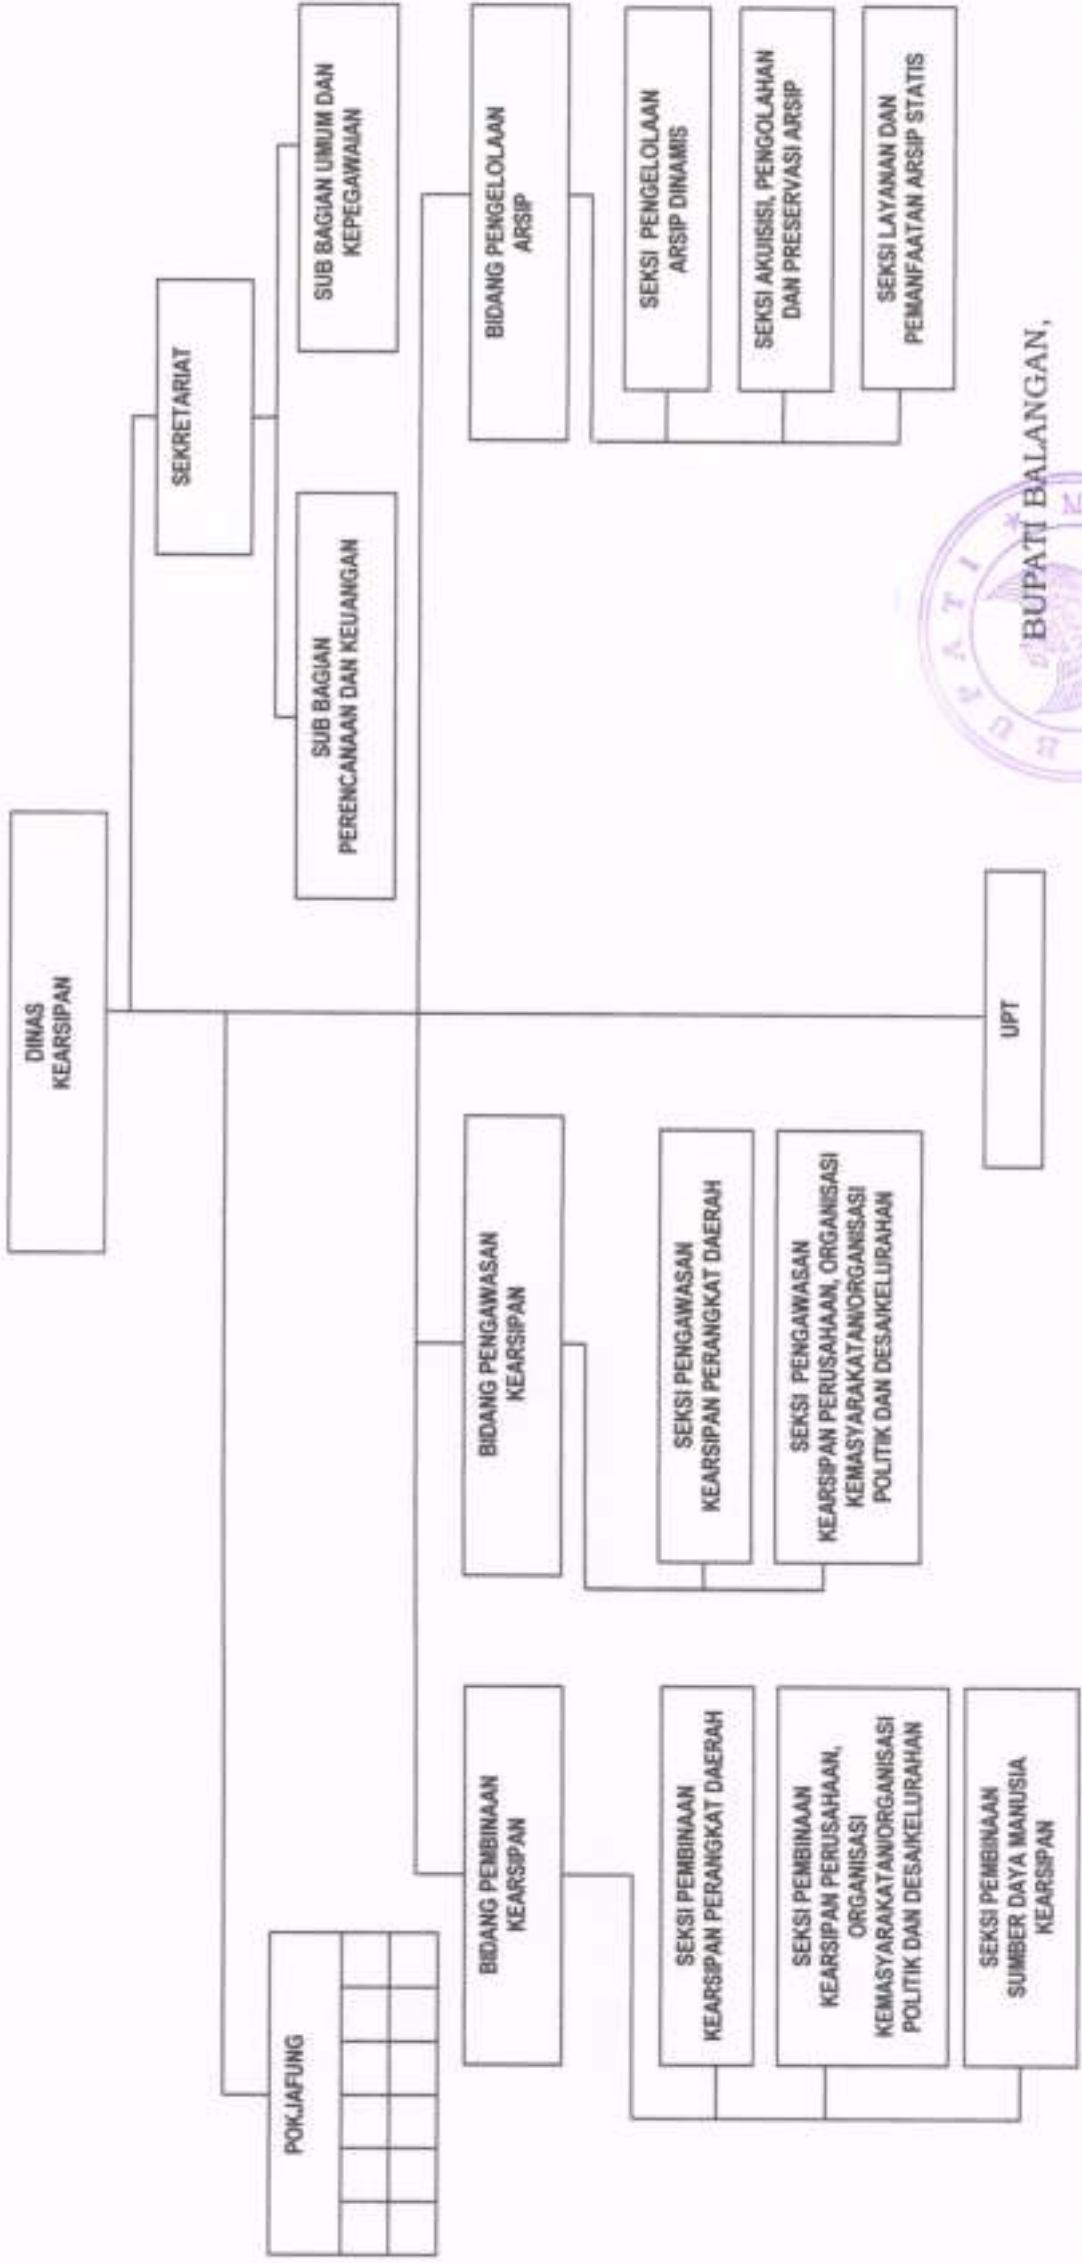 DINAS
KEARSIPAN
SEKRETARIAT
SUB BAGIAN
PERENCANAAN DAN KEUANGAN
SUB BAGIAN UMUM DAN
KEPEGAWAIAN
POKJAFUNG
BIDANG PEMBINAAN
KEARSIPAN
SEKSI PEMBINAAN
KEARSIPAN PERANGKAT DAERAH
SEKSI PEMBINAAN
KEARSIPAN PERUSAHAAN,
ORGANISASI
KEMASYARAKATAN/ORGANISASI
POLITIK DAN DESA/KELURAHAN
SEKSI PEMBINAAN
SUMBER DAYA MANUSIA
KEARSIPAN
BIDANG PENGAWASAN
KEARSIPAN
SEKSI PENGAWASAN
KEARSIPAN PERANGKAT DAERAH
SEKSI PENGAWASAN
KEARSIPAN PERUSAHAAN, ORGANISASI
KEMASYARAKATAN/ORGANISASI
POLITIK DAN DESA/KELURAHAN
BIDANG PENGELOLAAN
ARSIP
SEKSI PENGELOLAAN
ARSIP DINAMIS
SEKSI AKUISISI, PENGOLAHAN
DAN PRESERVASI ARSIP
SEKSI LAYANAN DAN
PEMANFAATAN ARSIP STATIS
UPT
BUPATI BALANGAN,
BUPATI